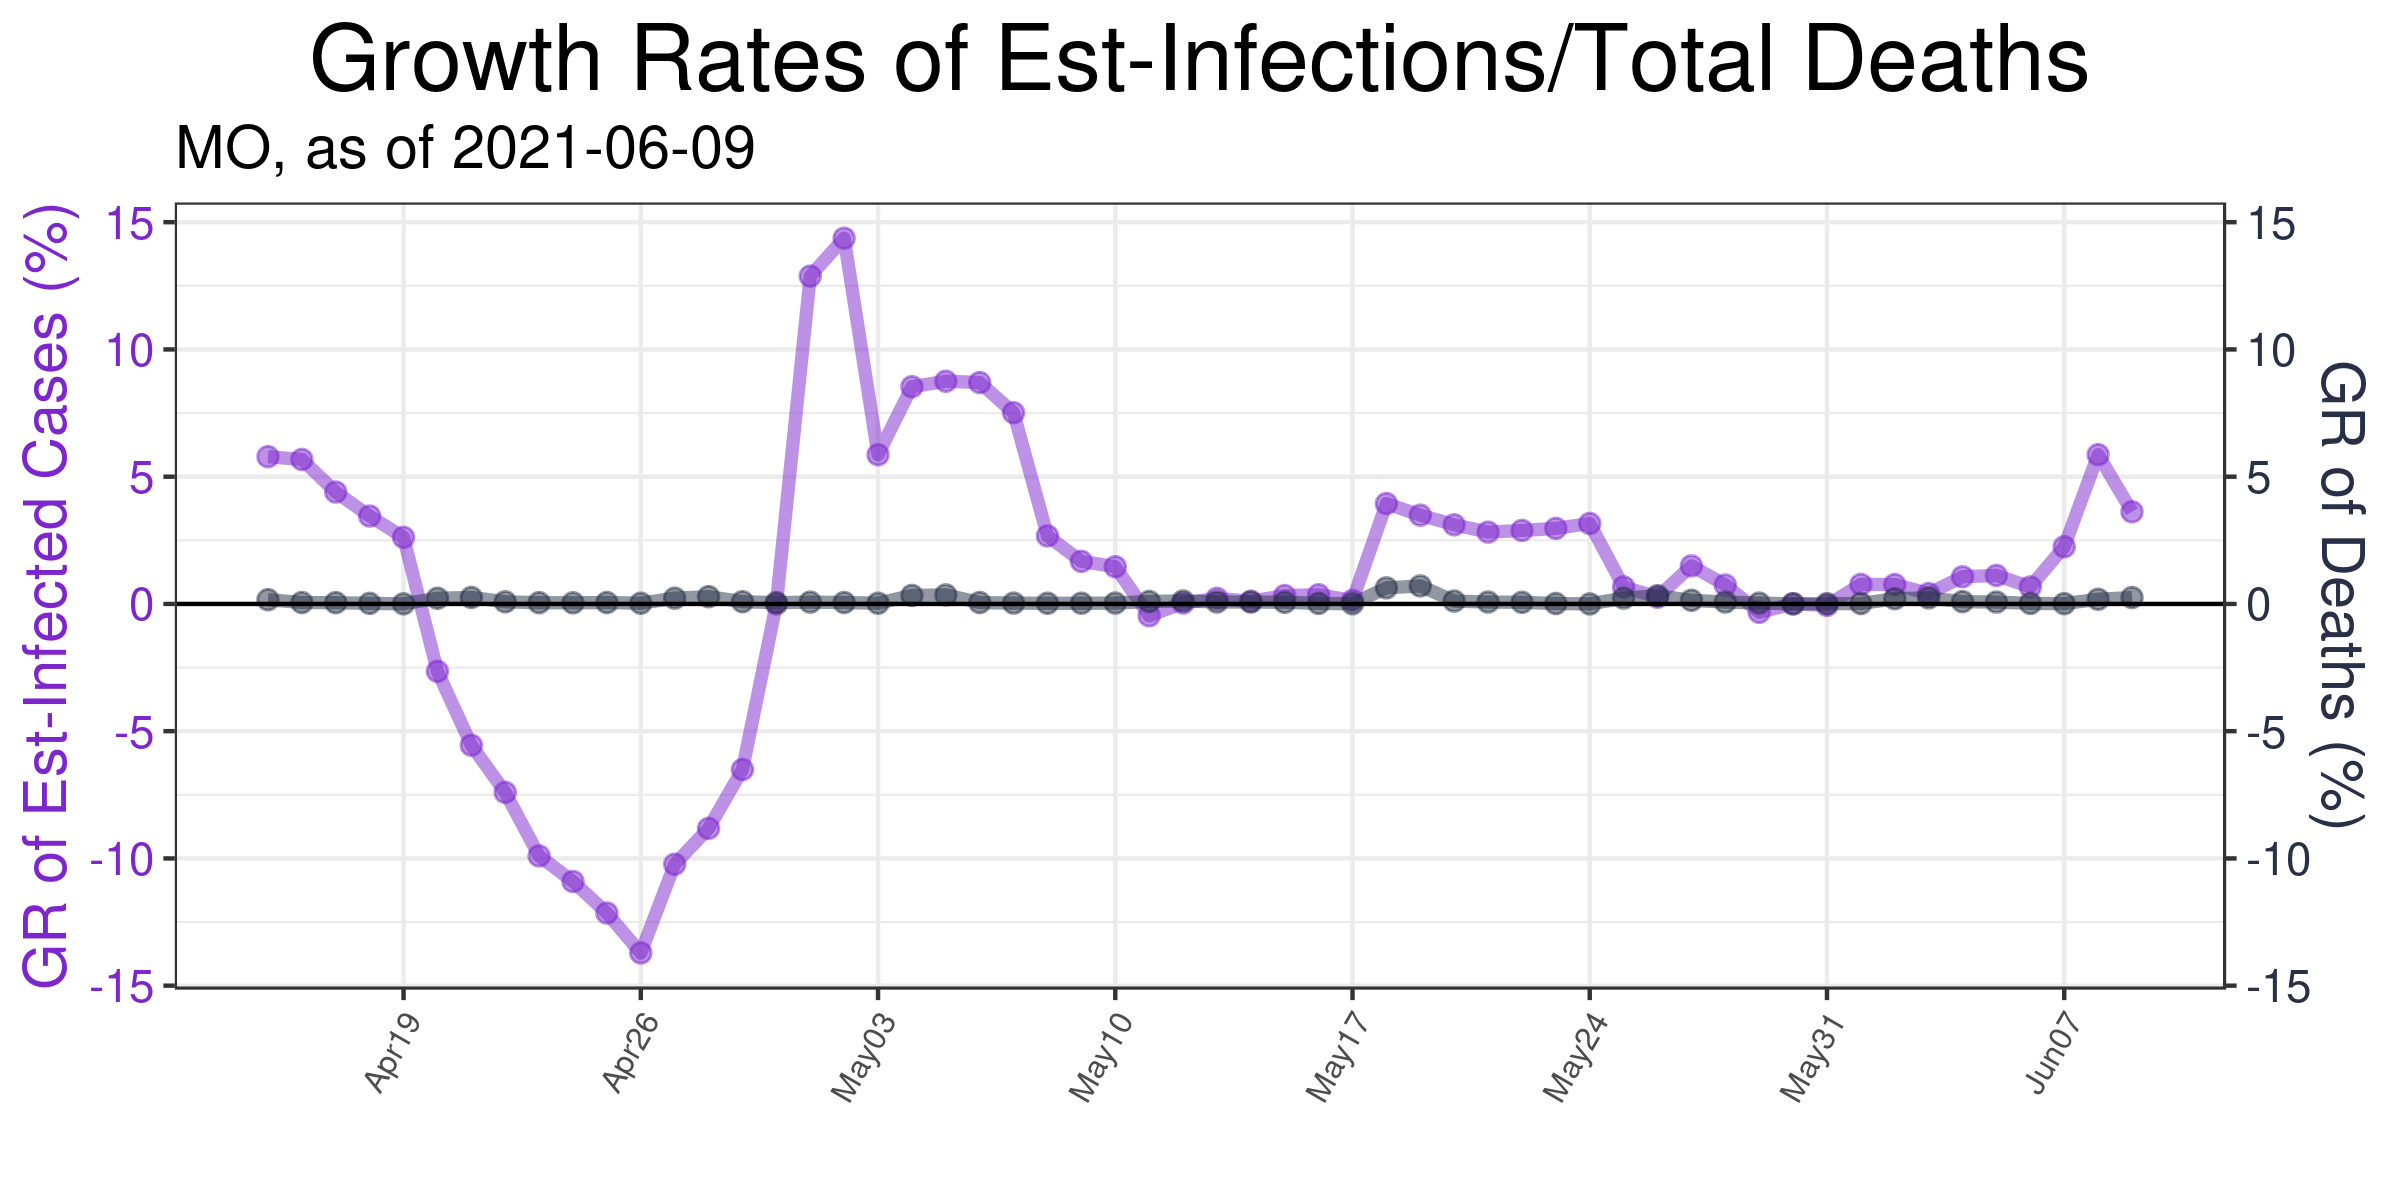 Growth Rates of Est-Infections/Total Deaths
MO, as of 2021-06-09
GR of Est-Infected Cases (%)
15
10
5
0
-5
-10
-15
15
10
5
0
-5
-10
-15
GR of Deaths (%)
Apr19
Apr26
May03
May10
May17
May24
May31
Jun07